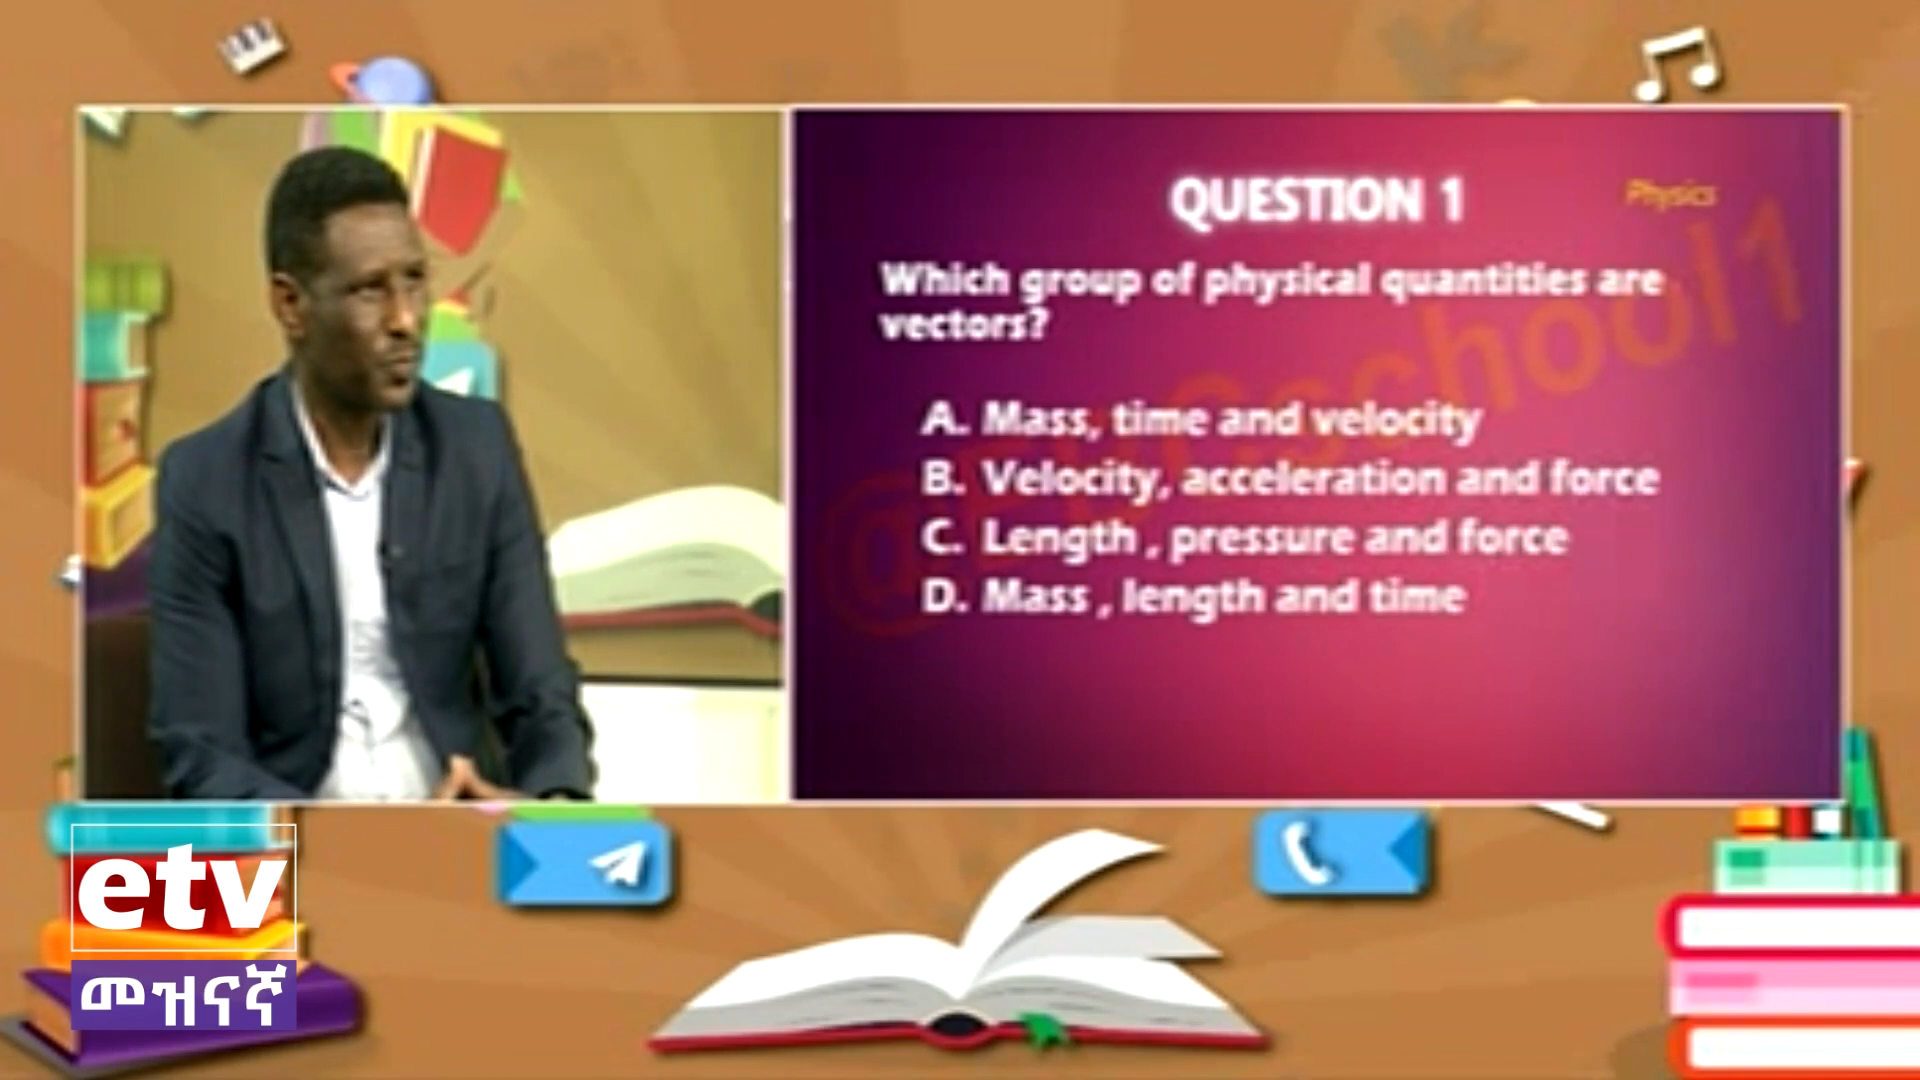 QUESTION 1
Physics
Which group of physical quantities are
vectors?
A. Mass, time and velocity
B. Velocity, acceleration and force
C. Length , pressure and force
D. Mass , length and time
etv
መዝናኛ